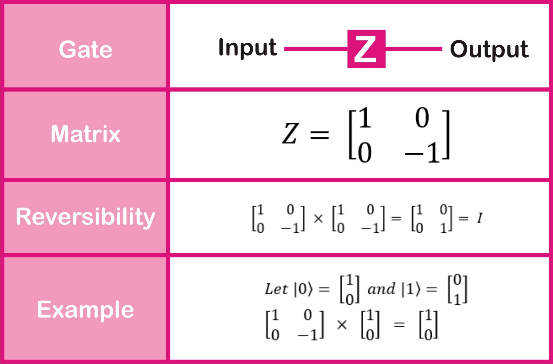 Gate
Input Z Output
Matrix
Z = [1 0
0 −1]
Reversibility
[1 0
0 −1] × [1 0
0 −1] = [1 0
0 1] = I
Example
Let |0⟩ = [1
0] and |1⟩ = [0
1]
[1 0
0 −1] × [1
0] = [1
0]